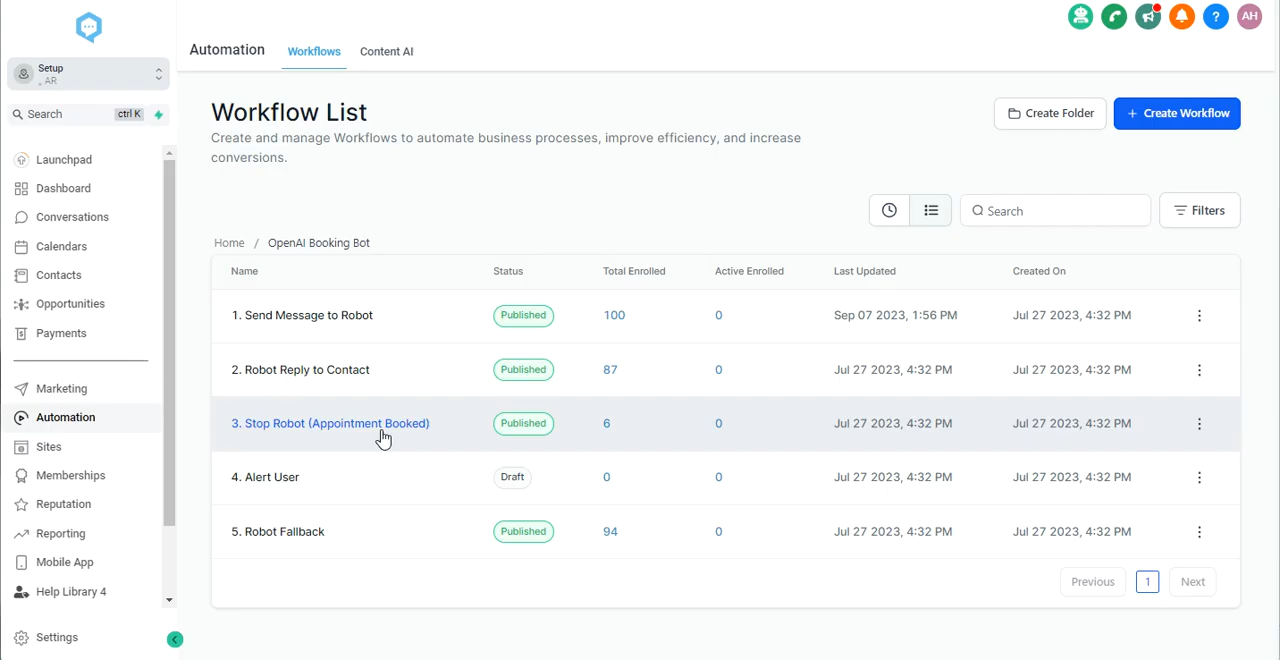 AH
Automation
Workflows
Content AI
Setup
, AR
Search
ctrl K
Launchpad
Dashboard
Conversations
Calendars
Contacts
Opportunities
Payments
Marketing
Automation
Sites
Memberships
Reputation
Reporting
Mobile App
Help Library 4
Settings
Workflow List
Create and manage Workflows to automate business processes, improve efficiency, and increase
conversions.
Create Folder
+ Create Workflow
Search
Filters
Home / OpenAI Booking Bot
Name Status Total Enrolled Active Enrolled Last Updated Created On
1. Send Message to Robot Published 100 0 Sep 07 2023, 1:56 PM Jul 27 2023, 4:32 PM
2. Robot Reply to Contact Published 87 0 Jul 27 2023, 4:32 PM Jul 27 2023, 4:32 PM
3. Stop Robot (Appointment Booked) Published 6 0 Jul 27 2023, 4:32 PM Jul 27 2023, 4:32 PM
4. Alert User Draft 0 0 Jul 27 2023, 4:32 PM Jul 27 2023, 4:32 PM
5. Robot Fallback Published 94 0 Jul 27 2023, 4:32 PM Jul 27 2023, 4:32 PM
Previous 1 Next